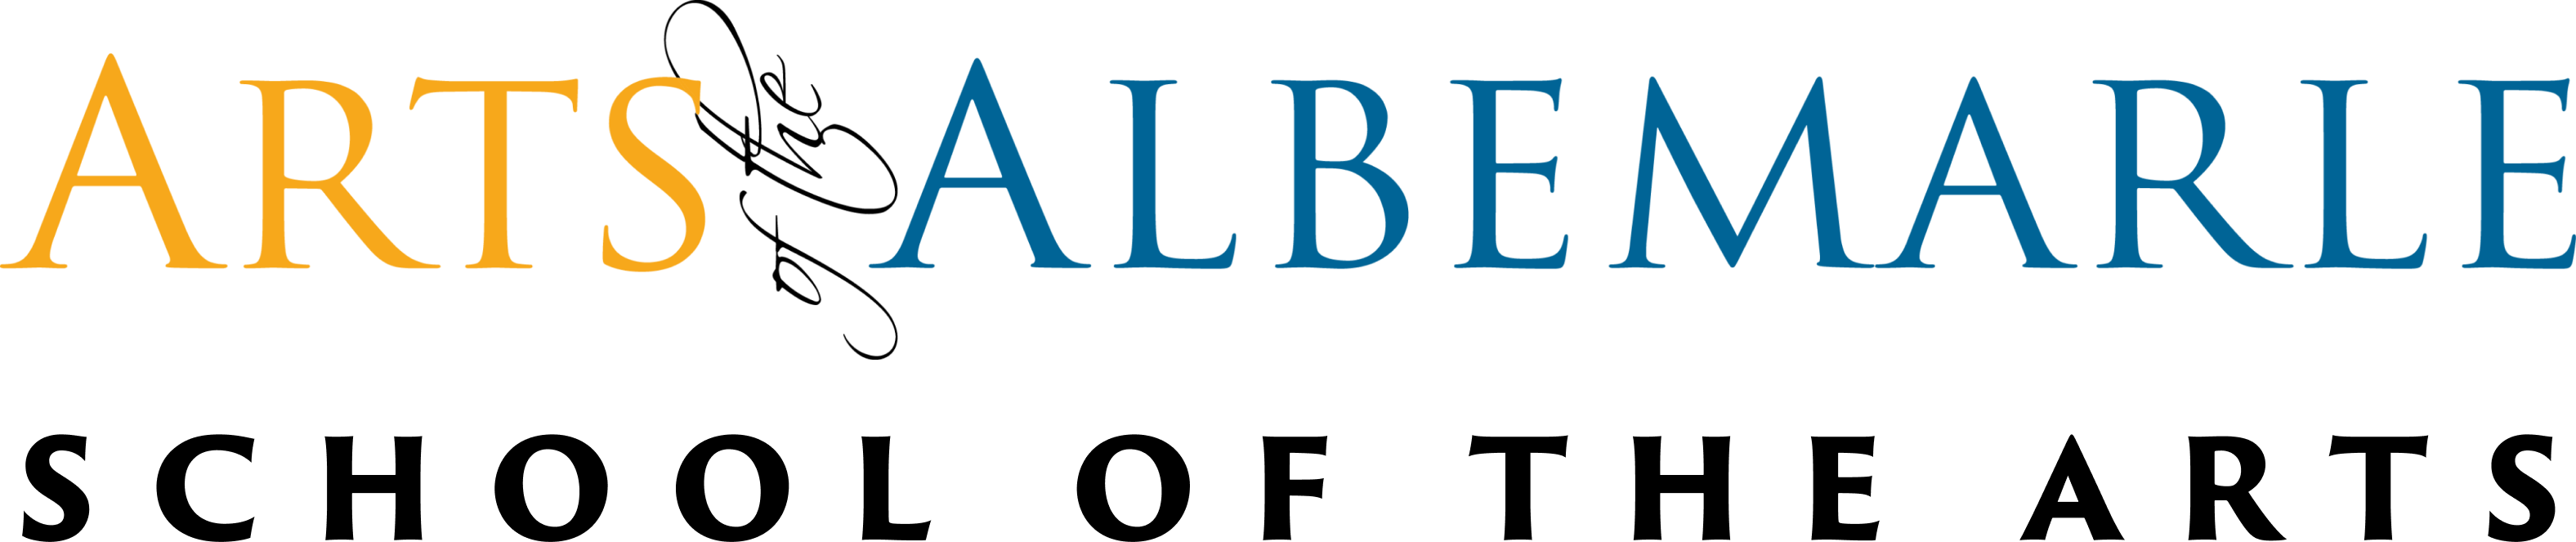 ARTS of the ALBEMARLE
SCHOOL OF THE ARTS